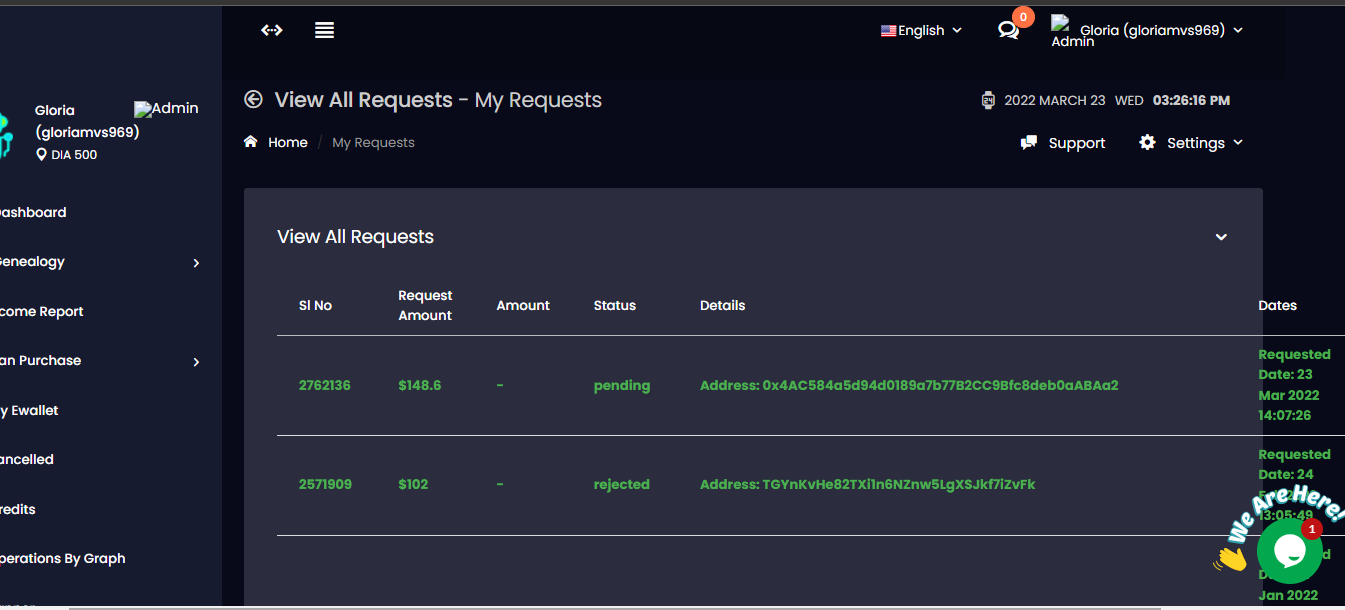 English
0
Admin
Gloria (gloriamvs969)
View All Requests - My Requests
24
2022 MARCH 23 WED 03:26:16 PM
Home / My Requests
Support
Settings
Gloria
(gloriamvs969)
DIA 500
Admin
ashboard
enealogy
come Report
an Purchase
y Ewallet
ancelled
redits
perations By Graph
View All Requests
Sl No
Request
Amount
Amount
Status
Details
Dates
2762136
$148.6
-
pending
Address: 0x4AC584a5d94d0189a7b77B2CC9Bfc8deb0aABAa2
Requested
Date: 23
Mar 2022
14:07:26
2571909
$102
-
rejected
Address: TGYnKvHe82TXi1n6NZnw5LgXSJkf7iZvFk
Requested
Date: 24
13:05:49
We Are Here!
1
Jan 2022